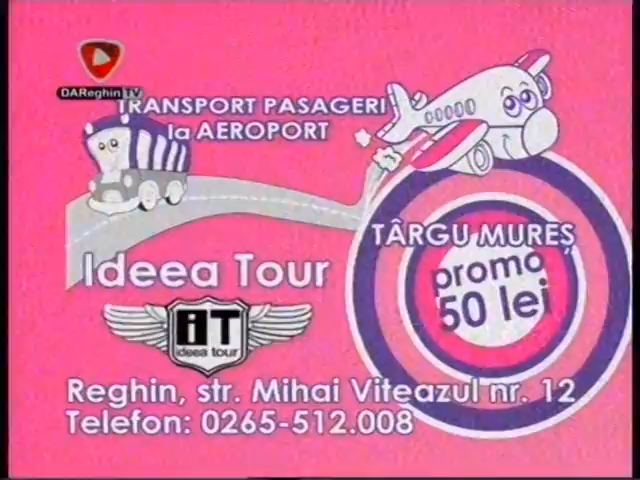 DAReghin TV
TRANSPORT PASAGERI
la AEROPORT
TÂRGU MUREȘ
promo
50 lei
Ideea Tour
iT
ideea tour
Reghin, str. Mihai Viteazul nr. 12
Telefon: 0265-512.008